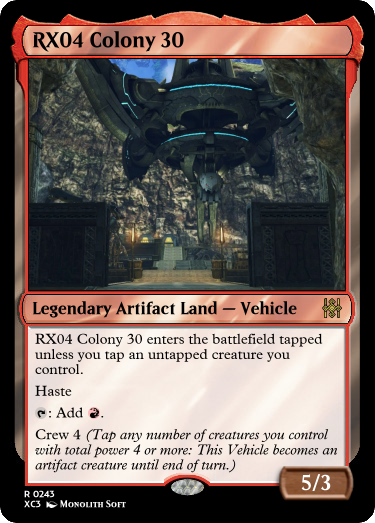 RX04 Colony 30
Legendary Artifact Land — Vehicle
RX04 Colony 30 enters the battlefield tapped
unless you tap an untapped creature you
control.
Haste
: Add .
Crew 4 (Tap any number of creatures you control
with total power 4 or more: This Vehicle becomes an
artifact creature until end of turn.)
5/3
R 0243
XC3 Monolith Soft